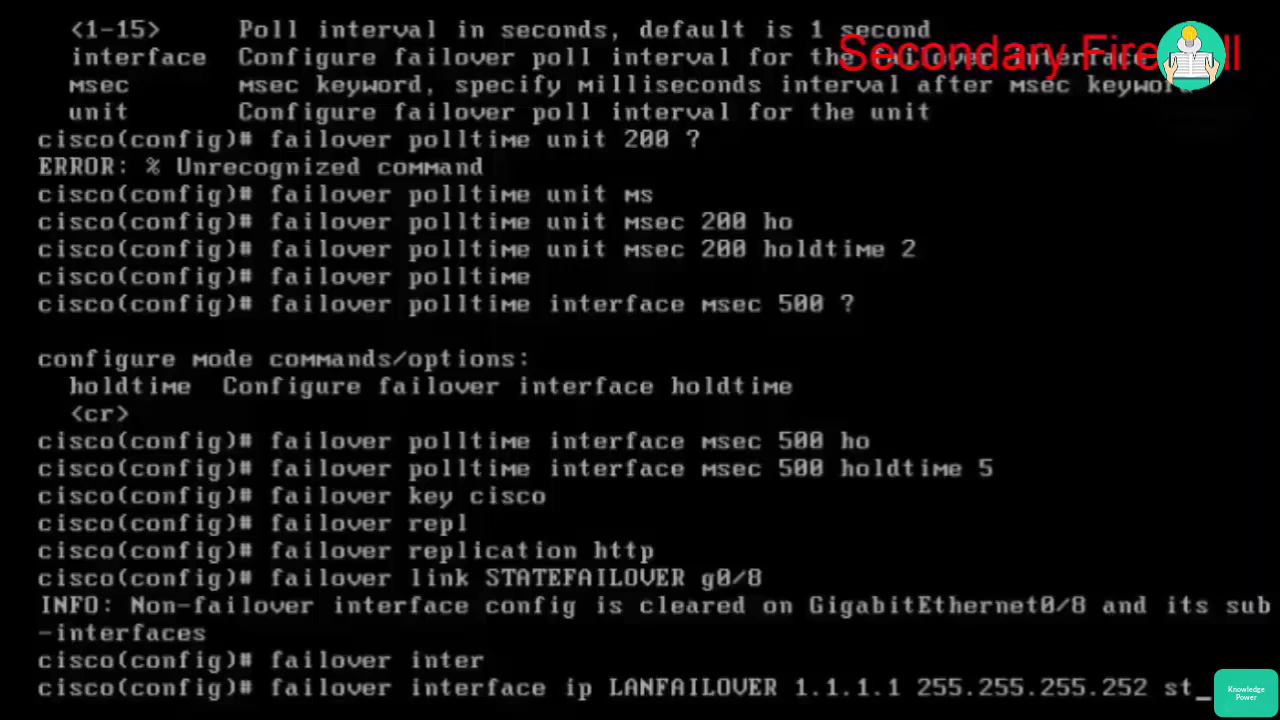 <1-15>     Poll interval in seconds, default is 1 second
Secondary Fire ll
interface  Configure failover poll interval for the failover interface
msec       msec keyword, specify milliseconds interval after msec keyword
unit       Configure failover poll interval for the unit
cisco(config)# failover polltime unit 200 ?
ERROR: % Unrecognized command
cisco(config)# failover polltime unit ms
cisco(config)# failover polltime unit msec 200 ho
cisco(config)# failover polltime unit msec 200 holdtime 2
cisco(config)# failover polltime
cisco(config)# failover polltime interface msec 500 ?
configure mode commands/options:
holdtime  Configure failover interface holdtime
<cr>
cisco(config)# failover polltime interface msec 500 ho
cisco(config)# failover polltime interface msec 500 holdtime 5
cisco(config)# failover key cisco
cisco(config)# failover repl
cisco(config)# failover replication http
cisco(config)# failover link STATEFAILOVER g0/8
INFO: Non-failover interface config is cleared on GigabitEthernet0/8 and its sub
-interfaces
cisco(config)# failover inter
cisco(config)# failover interface ip LANFAILOVER 1.1.1.1 255.255.255.252 st_
Knowledge
Power